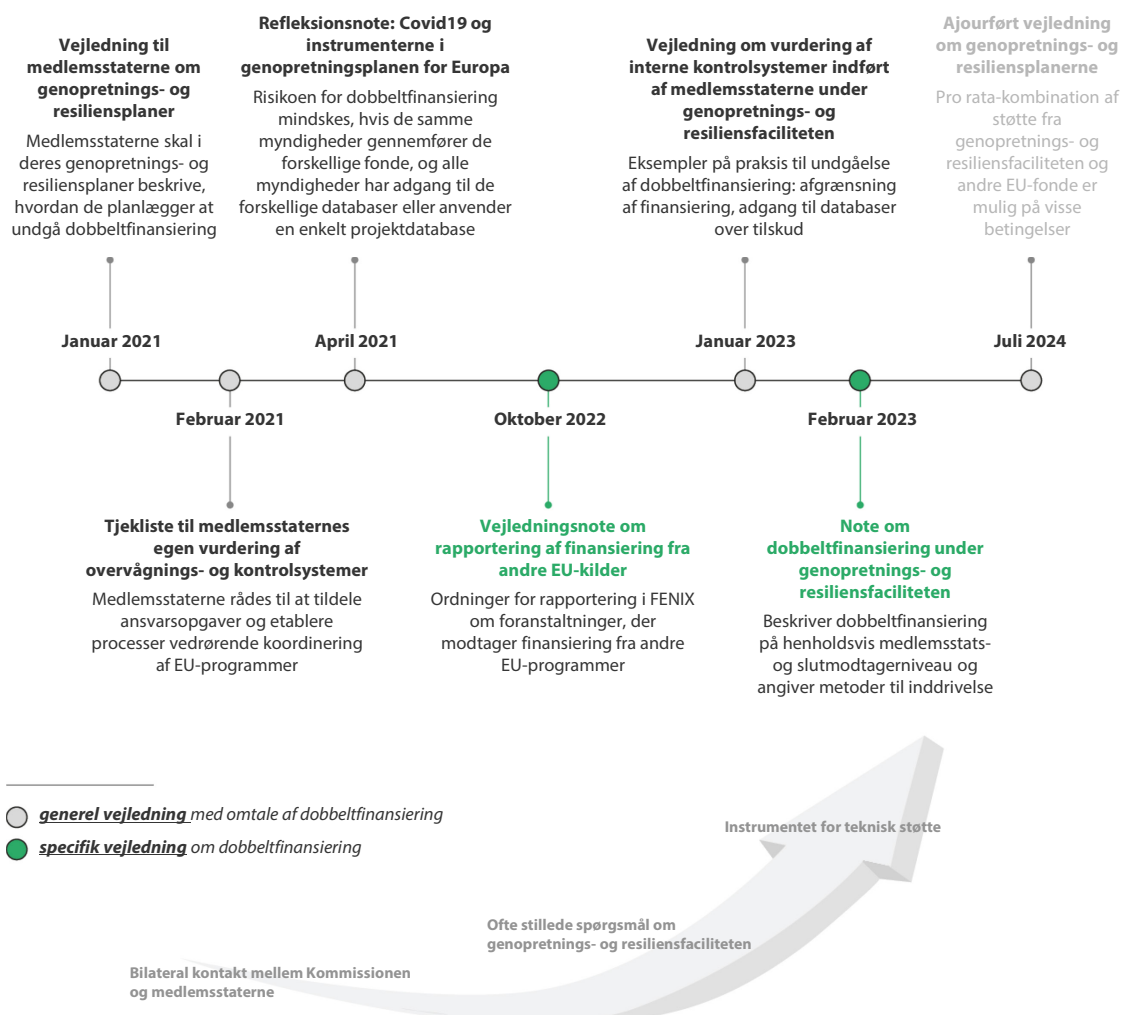 Vejledning til
medlemsstaterne om
genopretnings- og
resiliensplaner
Medlemsstaterne skal i
deres genopretnings- og
resiliensplaner beskrive,
hvordan de planlægger at
undgå dobbeltfinansiering
Januar 2021
Refleksionsnote: Covid19 og
instrumenterne i
genopretningsplanen for Europa
Risikoen for dobbeltfinansiering
mindskes, hvis de samme
myndigheder gennemfører de
forskellige fonde, og alle
myndigheder har adgang til de
forskellige databaser eller anvender
en enkelt projektdatabase
April 2021
Vejledning om vurdering af
interne kontrolsystemer indført
af medlemsstaterne under
genopretnings- og
resiliensfaciliteten
Eksempler på praksis til undgåelse
af dobbeltfinansiering: afgrænsning
af finansiering, adgang til databaser
over tilskud
Januar 2023
Ajourført vejledning
om genopretnings- og
resiliensplanerne
Pro rata-kombination af
støtte fra
genopretnings- og
resiliensfaciliteten og
andre EU-fonde er
mulig på visse
betingelser
Juli 2024
Februar 2021
Tjekliste til medlemsstaternes
egen vurdering af
overvågnings- og kontrolsystemer
Medlemsstaterne rådes til at tildele
ansvarsopgaver og etablere
processer vedrørende koordinering
af EU-programmer
Oktober 2022
Vejledningsnote om
rapportering af finansiering fra
andre EU-kilder
Ordninger for rapportering i FENIX
om foranstaltninger, der
modtager finansiering fra andre
EU-programmer
Februar 2023
Note om
dobbeltfinansiering under
genopretnings- og
resiliensfaciliteten
Beskriver dobbeltfinansiering
på henholdsvis medlemsstats-
og slutmodtagerniveau og
angiver metoder til inddrivelse
generel vejledning med omtale af dobbeltfinansiering
specifik vejledning om dobbeltfinansiering
Instrumentet for teknisk støtte
Ofte stillede spørgsmål om
genopretnings- og resiliensfaciliteten
Bilateral kontakt mellem Kommissionen
og medlemsstaterne